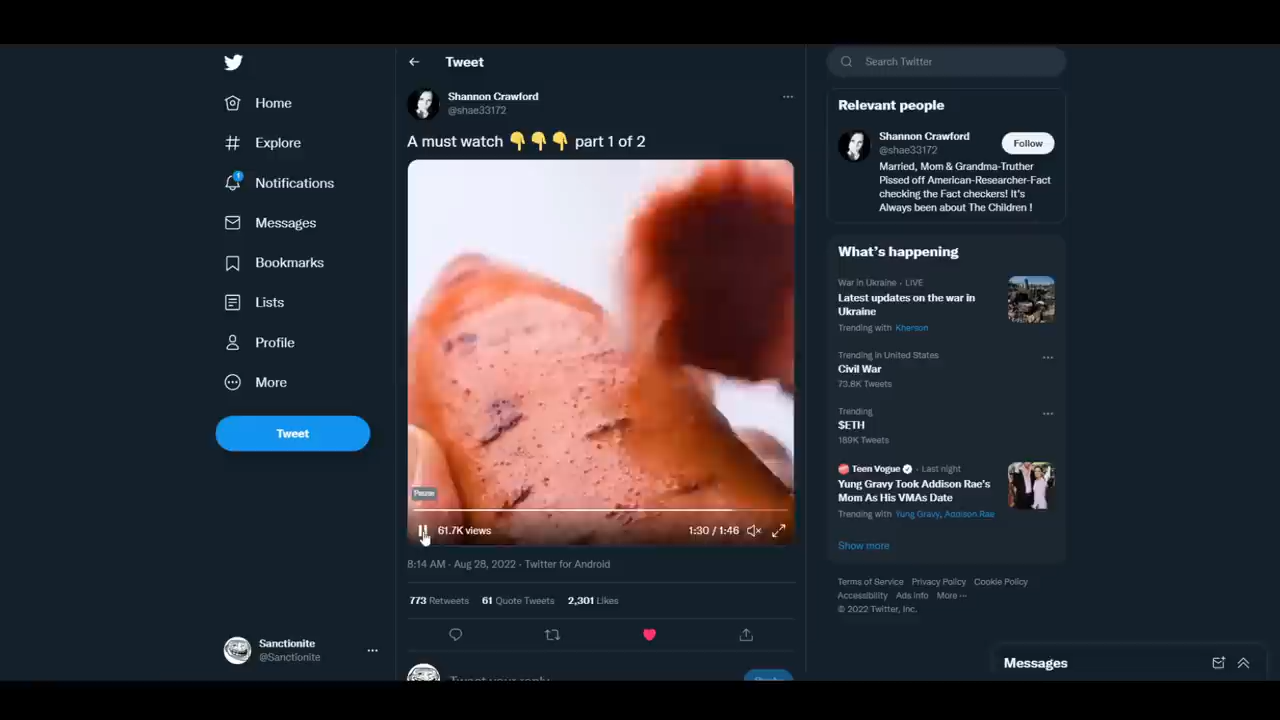 Home
Explore
1
Notifications
Messages
Bookmarks
Lists
Profile
More
Tweet
Sanctionite
@Sanctionite
Tweet
Shannon Crawford
@shae33172
A must watch 👇👇👇 part 1 of 2
Pause
61.7K views
1:30 / 1:46
8:14 AM · Aug 28, 2022 · Twitter for Android
773 Retweets 61 Quote Tweets 2,301 Likes
Tweet your reply
Search Twitter
Relevant people
Shannon Crawford
@shae33172
Follow
Married, Mom & Grandma-Truther
Pissed off American-Researcher-Fact
checking the Fact checkers! It's
Always been about The Children !
What's happening
War in Ukraine · LIVE
Latest updates on the war in
Ukraine
Trending with Kherson
Trending in United States
Civil War
73.8K Tweets
Trending
$ETH
169K Tweets
Teen Vogue · Last night
Yung Gravy Took Addison Rae's
Mom As His VMAs Date
Trending with Yung Gravy, Addison Rae
Show more
Terms of Service Privacy Policy Cookie Policy
Accessibility Ads info More ···
© 2022 Twitter, Inc.
Messages